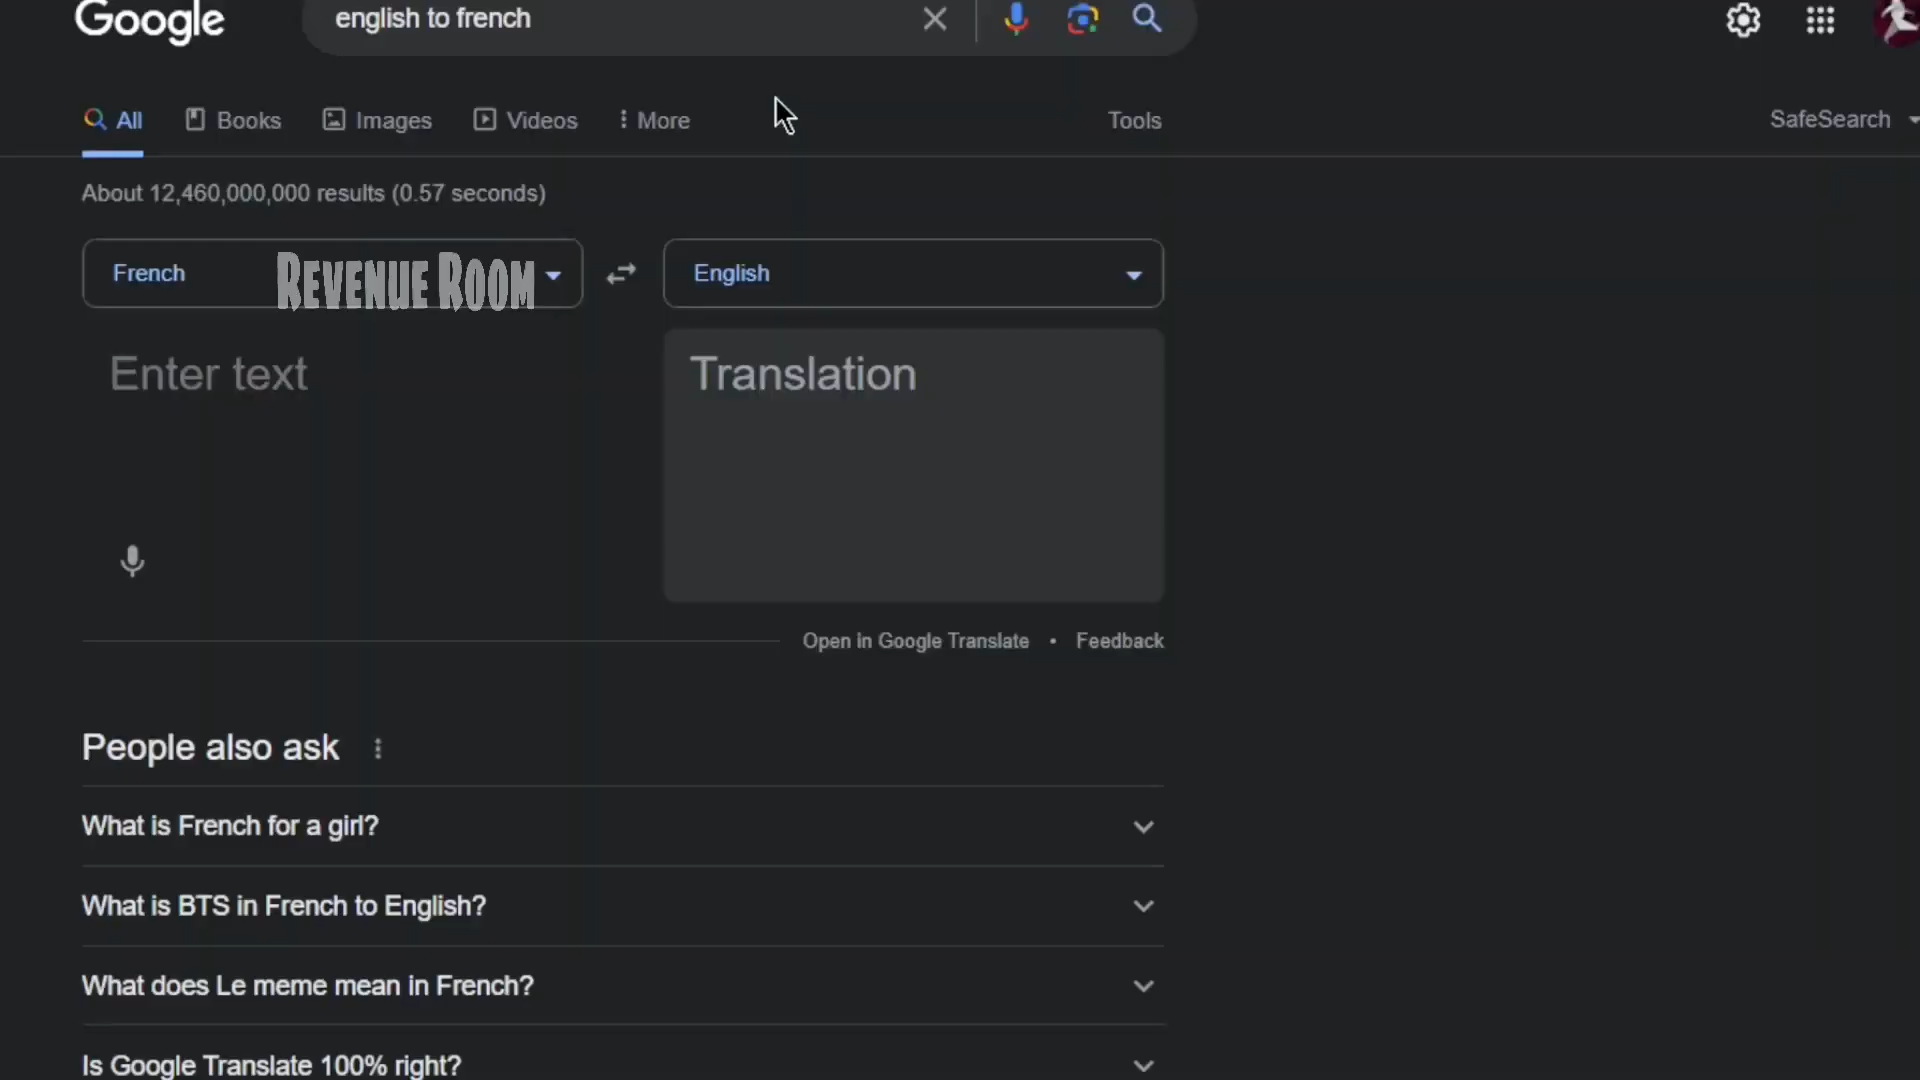 Google
english to french
All
Books
Images
Videos
More
Tools
SafeSearch
About 12,460,000,000 results (0.57 seconds)
French
REVENUE ROOM
English
Enter text
Translation
Open in Google Translate • Feedback
People also ask
What is French for a girl?
What is BTS in French to English?
What does Le meme mean in French?
Is Google Translate 100% right?